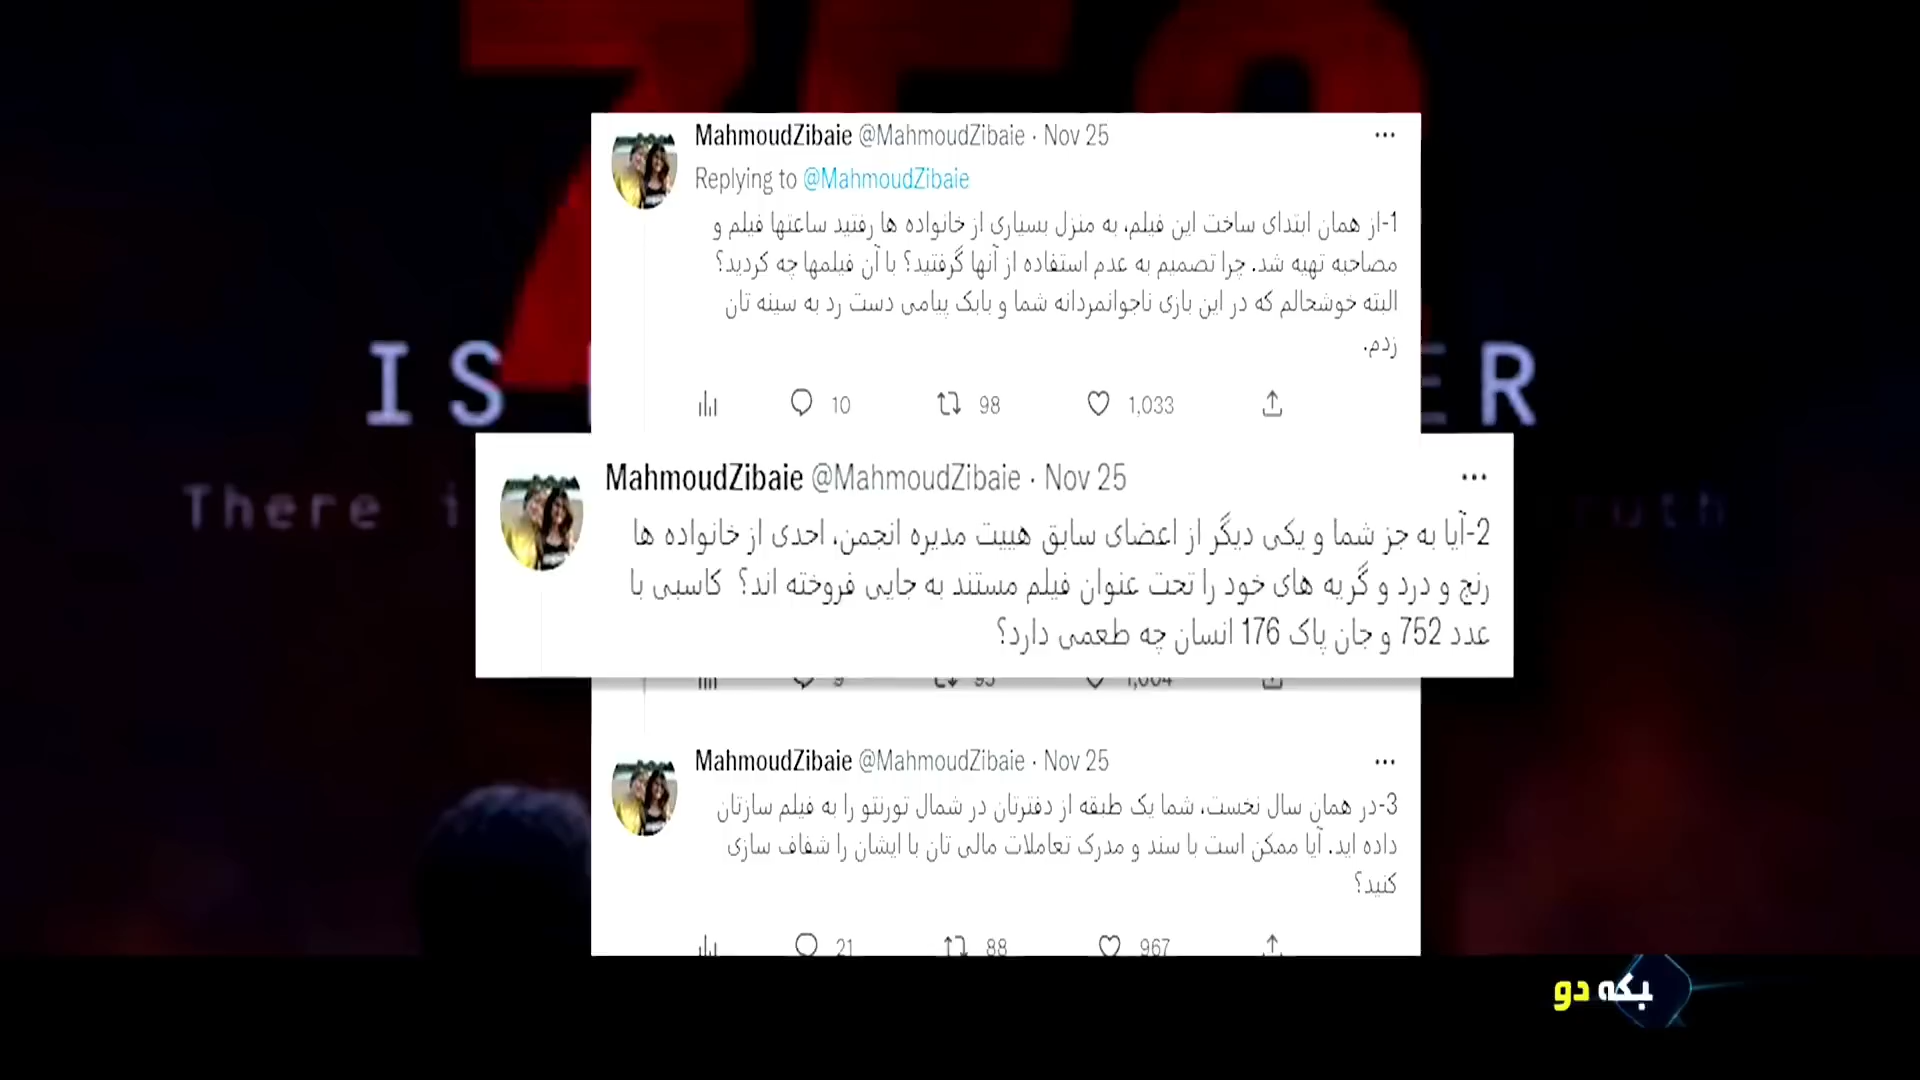 752
IS
ER
There i
ruth
MahmoudZibaie @MahmoudZibaie · Nov 25
Replying to @MahmoudZibaie
1-از همان ابتدای ساخت این فیلم، به منزل بسیاری از خانواده ها رفتید ساعتها فیلم و
مصاحبه تهیه شد. چرا تصمیم به عدم استفاده از آنها گرفتید؟ با آن فیلمها چه کردید؟
البته خوشحالم که در این بازی ناجوانمردانه شما و بابک پیامی دست رد به سینه تان
زدم.
10 98 1,033
MahmoudZibaie @MahmoudZibaie · Nov 25
2-آیا به جز شما و یکی دیگر از اعضای سابق هییت مدیره انجمن، احدی از خانواده ها
رنج و درد و گریه های خود را تحت عنوان فیلم مستند به جایی فروخته اند؟ کاسبی با
عدد 752 و جان پاک 176 انسان چه طعمی دارد؟
MahmoudZibaie @MahmoudZibaie · Nov 25
3-در همان سال نخست، شما یک طبقه از دفترتان در شمال تورنتو را به فیلم سازتان
داده اید. آیا ممکن است با سند و مدرک تعاملات مالی تان با ایشان را شفاف سازی
کنید؟
21 88 967